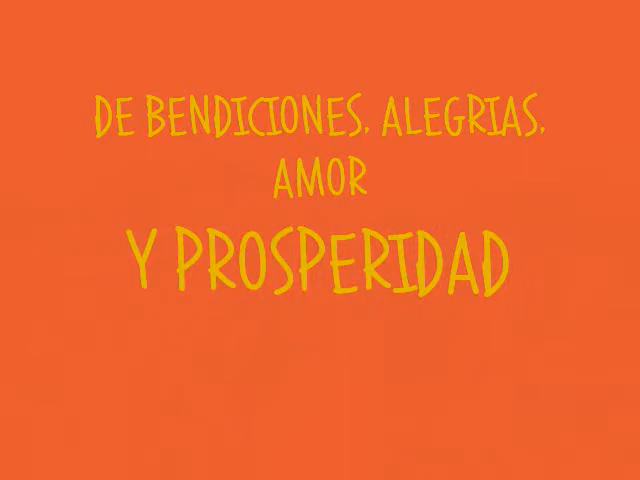 DE BENDICIONES, ALEGRIAS,
AMOR
Y PROSPERIDAD